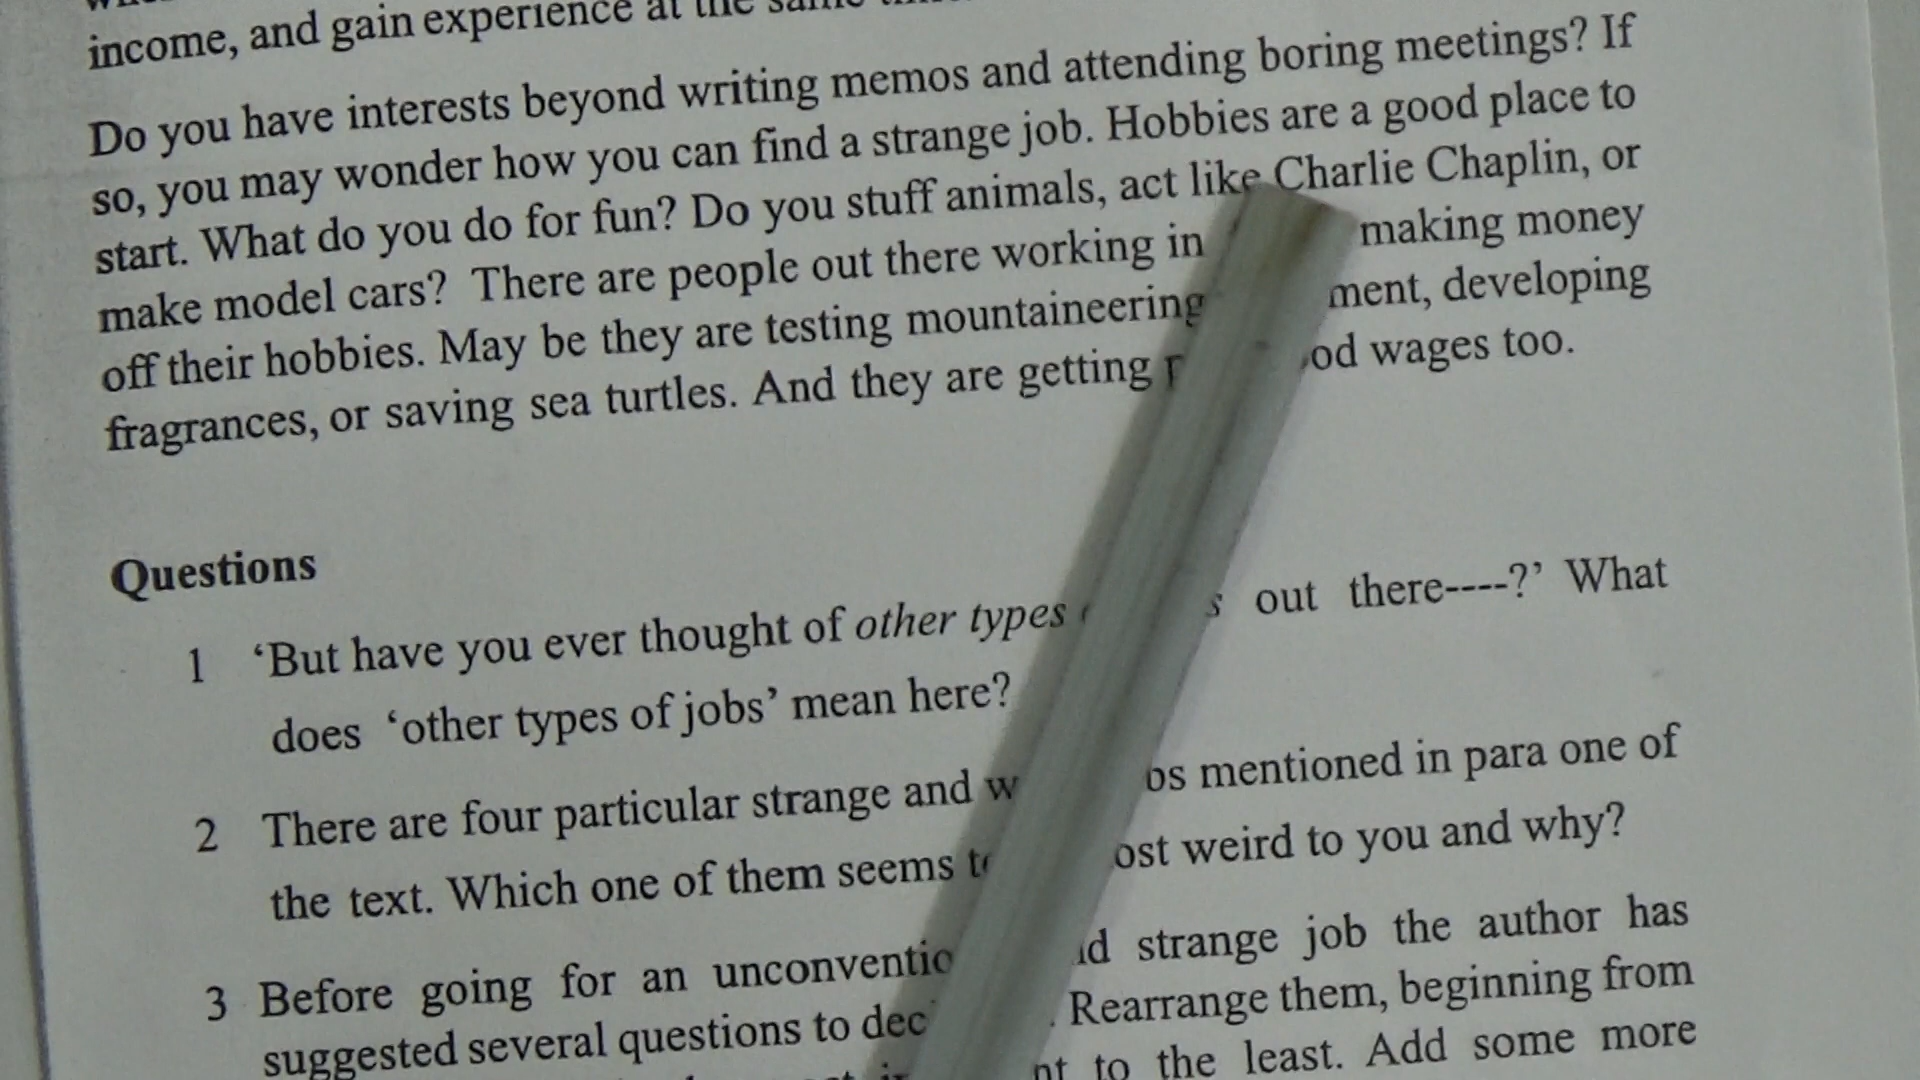 income, and gain experience at the same
Do you have interests beyond writing memos and attending boring meetings? If
so, you may wonder how you can find a strange job. Hobbies are a good place to
start. What do you do for fun? Do you stuff animals, act like Charlie Chaplin, or
make model cars? There are people out there working in making money
off their hobbies. May be they are testing mountaineering ment, developing
fragrances, or saving sea turtles. And they are getting od wages too.
Questions
1 ‘But have you ever thought of other types out there----?’ What
does ‘other types of jobs’ mean here?
2 There are four particular strange and mentioned in para one of
the text. Which one of them seems ost weird to you and why?
3 Before going for an strange job the author has
suggested several questions to Rearrange them, beginning from
to the least. Add some more